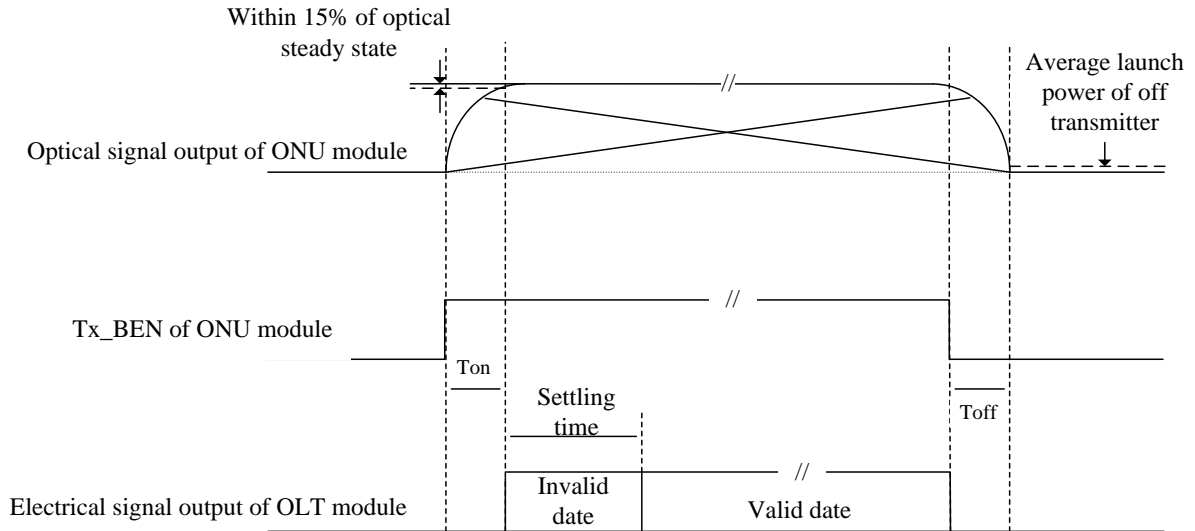 Within 15% of optical
steady state
Average launch
power of off
transmitter
//
Optical signal output of ONU module
//
Tx_BEN of ONU module
Ton
Toff
Settling
time
//
Electrical signal output of OLT module
Invalid
date
Valid date